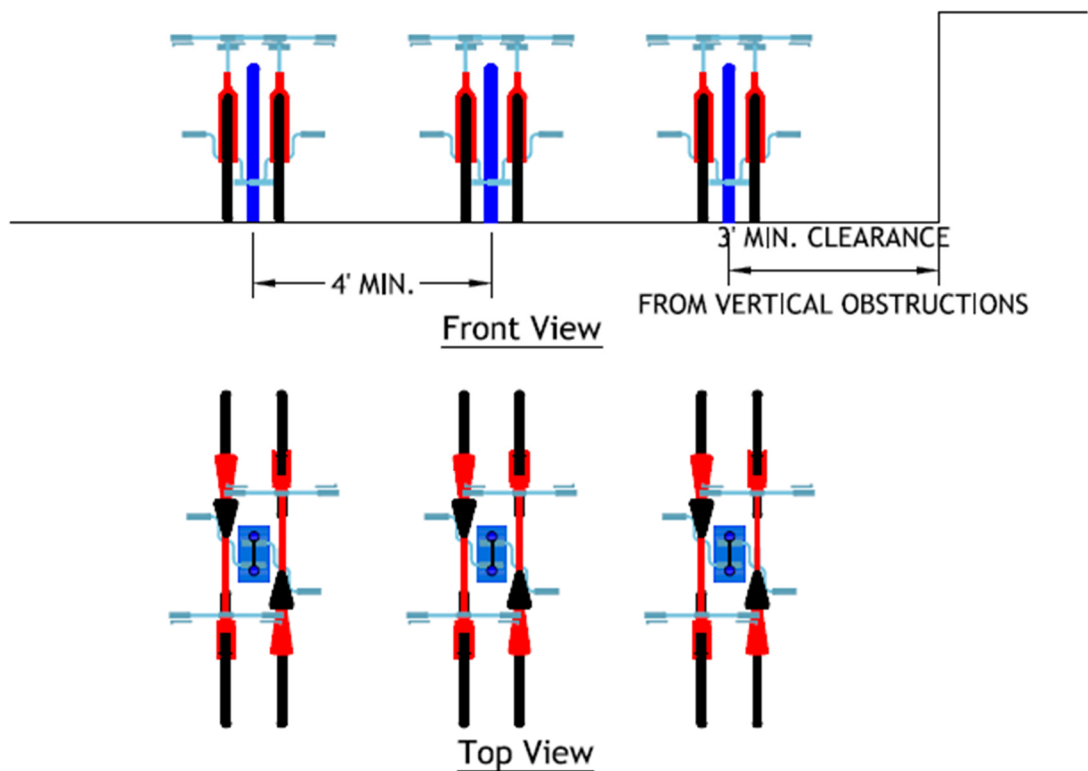 3' MIN. CLEARANCE
4' MIN.
FROM VERTICAL OBSTRUCTIONS
Front View
Top View